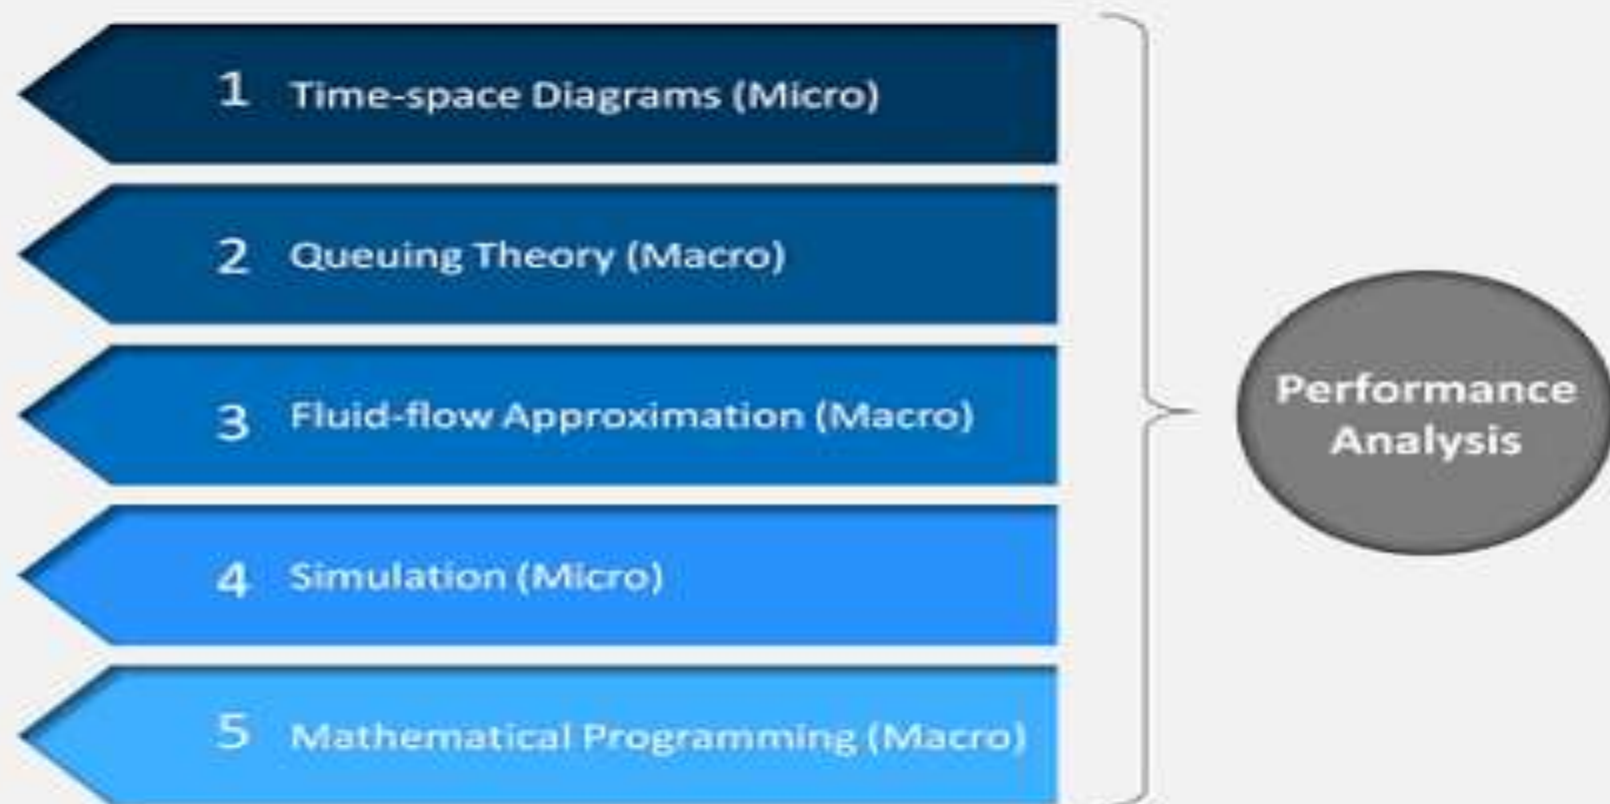 1 Time-space Diagrams (Micro)
2 Queuing Theory (Macro)
3 Fluid-flow Approximation (Macro)
4 Simulation (Micro)
5 Mathematical Programming (Macro)
Performance
Analysis